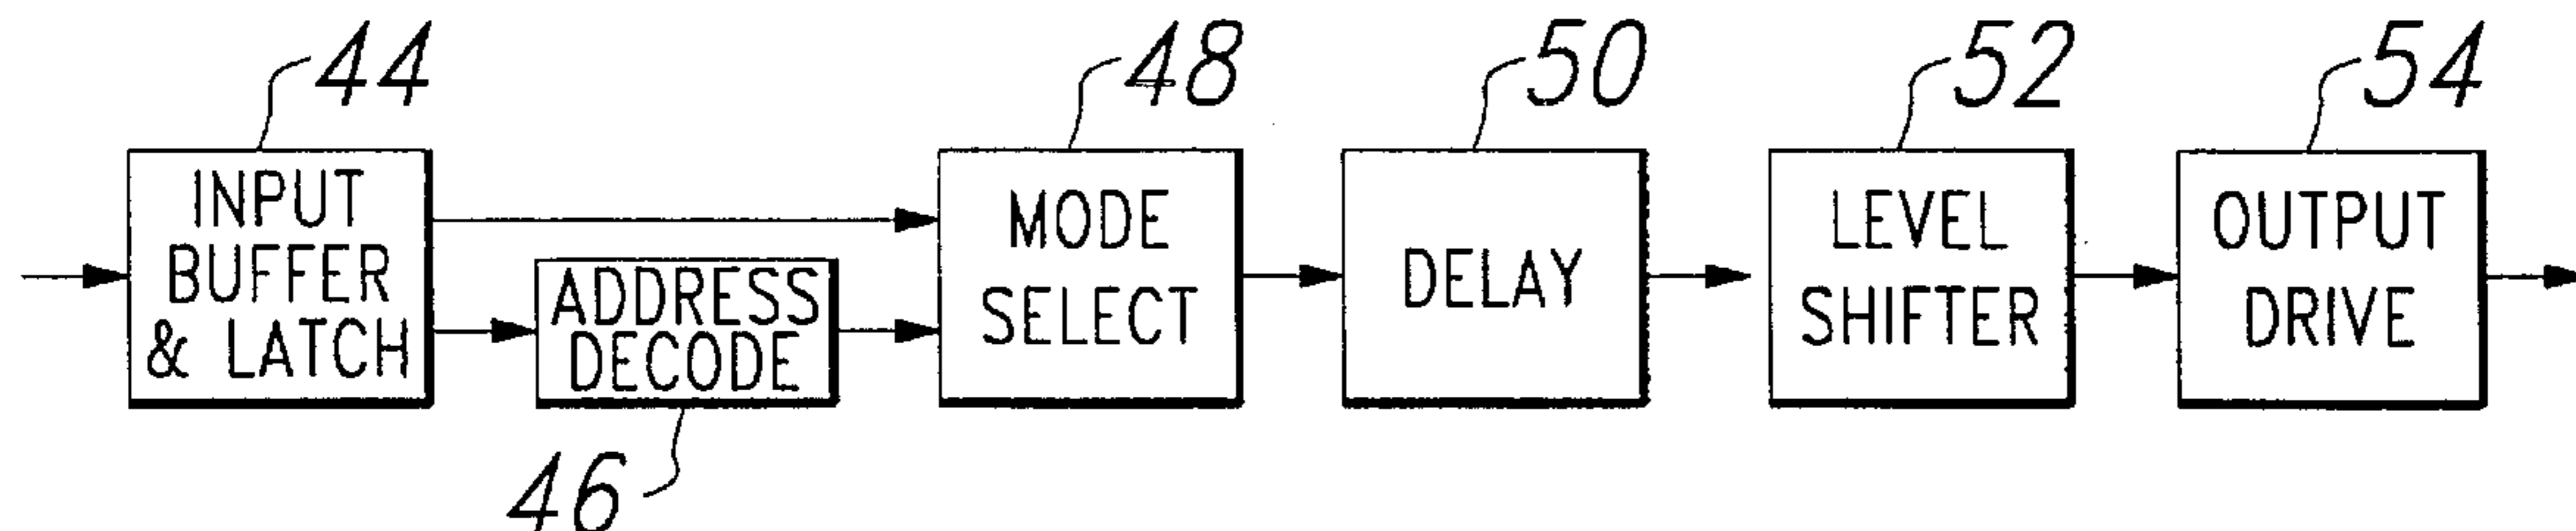 44
48
50
52
54
INPUT
BUFFER
& LATCH
ADDRESS
DECODE
MODE
SELECT
DELAY
LEVEL
SHIFTER
OUTPUT
DRIVE
46